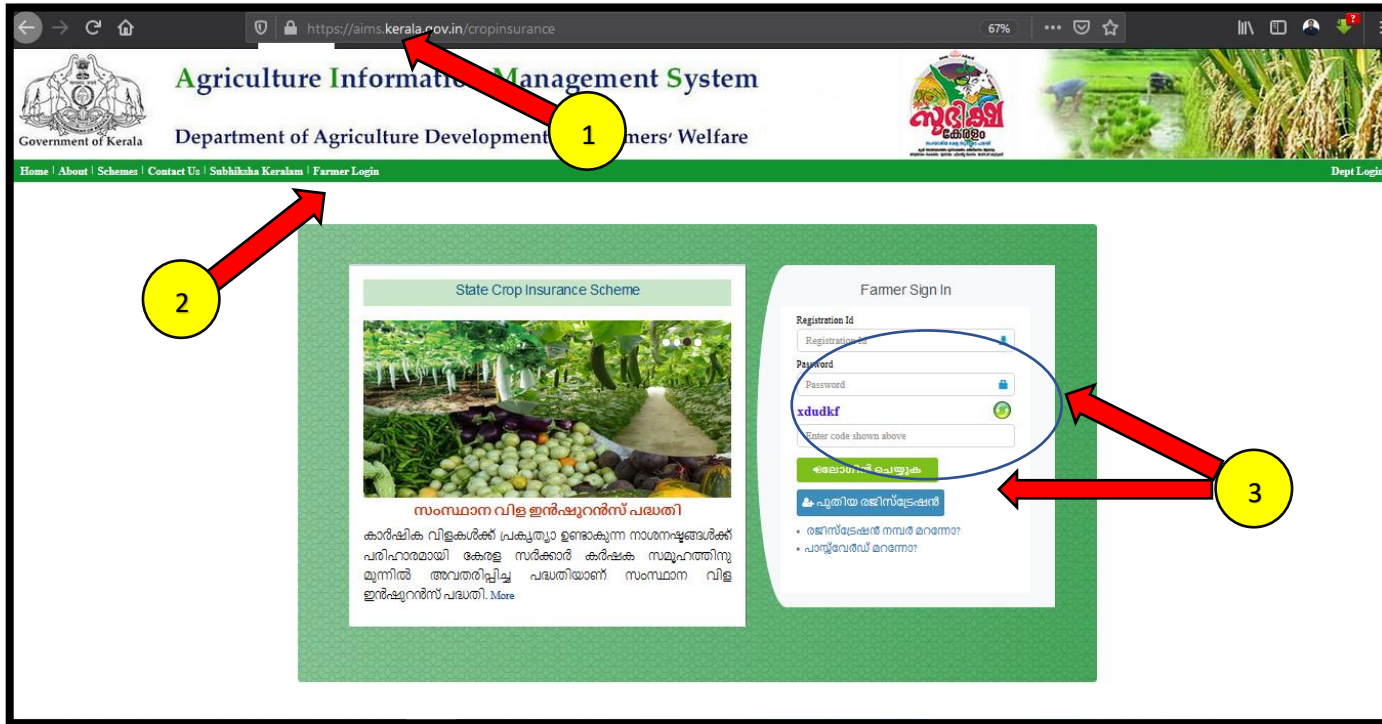 https://aims.kerala.gov.in/cropinsurance
67%
?
Agriculture Information Management System
Government of Kerala
Department of Agriculture Development ners' Welfare
1
സുഭിക്ഷ
കേരളം
Home | About | Schemes | Contact Us | Subhiksha Keralam | Farmer Login
Dept Login
2
State Crop Insurance Scheme
സംസ്ഥാന വിള ഇൻഷുറൻസ് പദ്ധതി
കാർഷിക വിളകൾക്ക് പ്രകൃത്യാ ഉണ്ടാകുന്ന നാശനഷ്ടങ്ങൾക്ക്
പരിഹാരമായി കേരള സർക്കാർ കർഷക സമൂഹത്തിനു
മുന്നിൽ അവതരിപ്പിച്ച പദ്ധതിയാണ് സംസ്ഥാന വിള
ഇൻഷുറൻസ് പദ്ധതി. More
Farmer Sign In
Registration Id
Registration Id
Password
Password
xdudkf
Enter code shown above
ലോഗിൻ ചെയ്യുക
പുതിയ രജിസ്ട്രേഷൻ
• രജിസ്ട്രേഷൻ നമ്പർ മറന്നോ?
• പാസ്സ്‌വേർഡ് മറന്നോ?
3